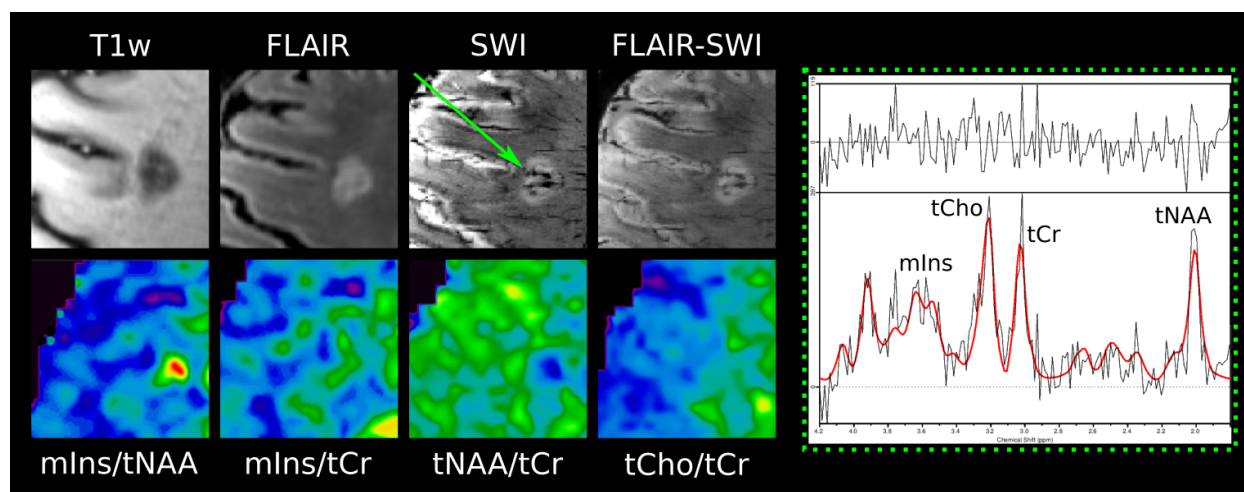 T1w FLAIR SWI FLAIR-SWI
mIns/tNAA mIns/tCr tNAA/tCr tCho/tCr
0
tCho
tCr
tNAA
mIns
0
4.2 4.0 3.8 3.6 3.4 3.2 3.0 2.8 2.6 2.4 2.2 2.0
Chemical Shift (ppm)